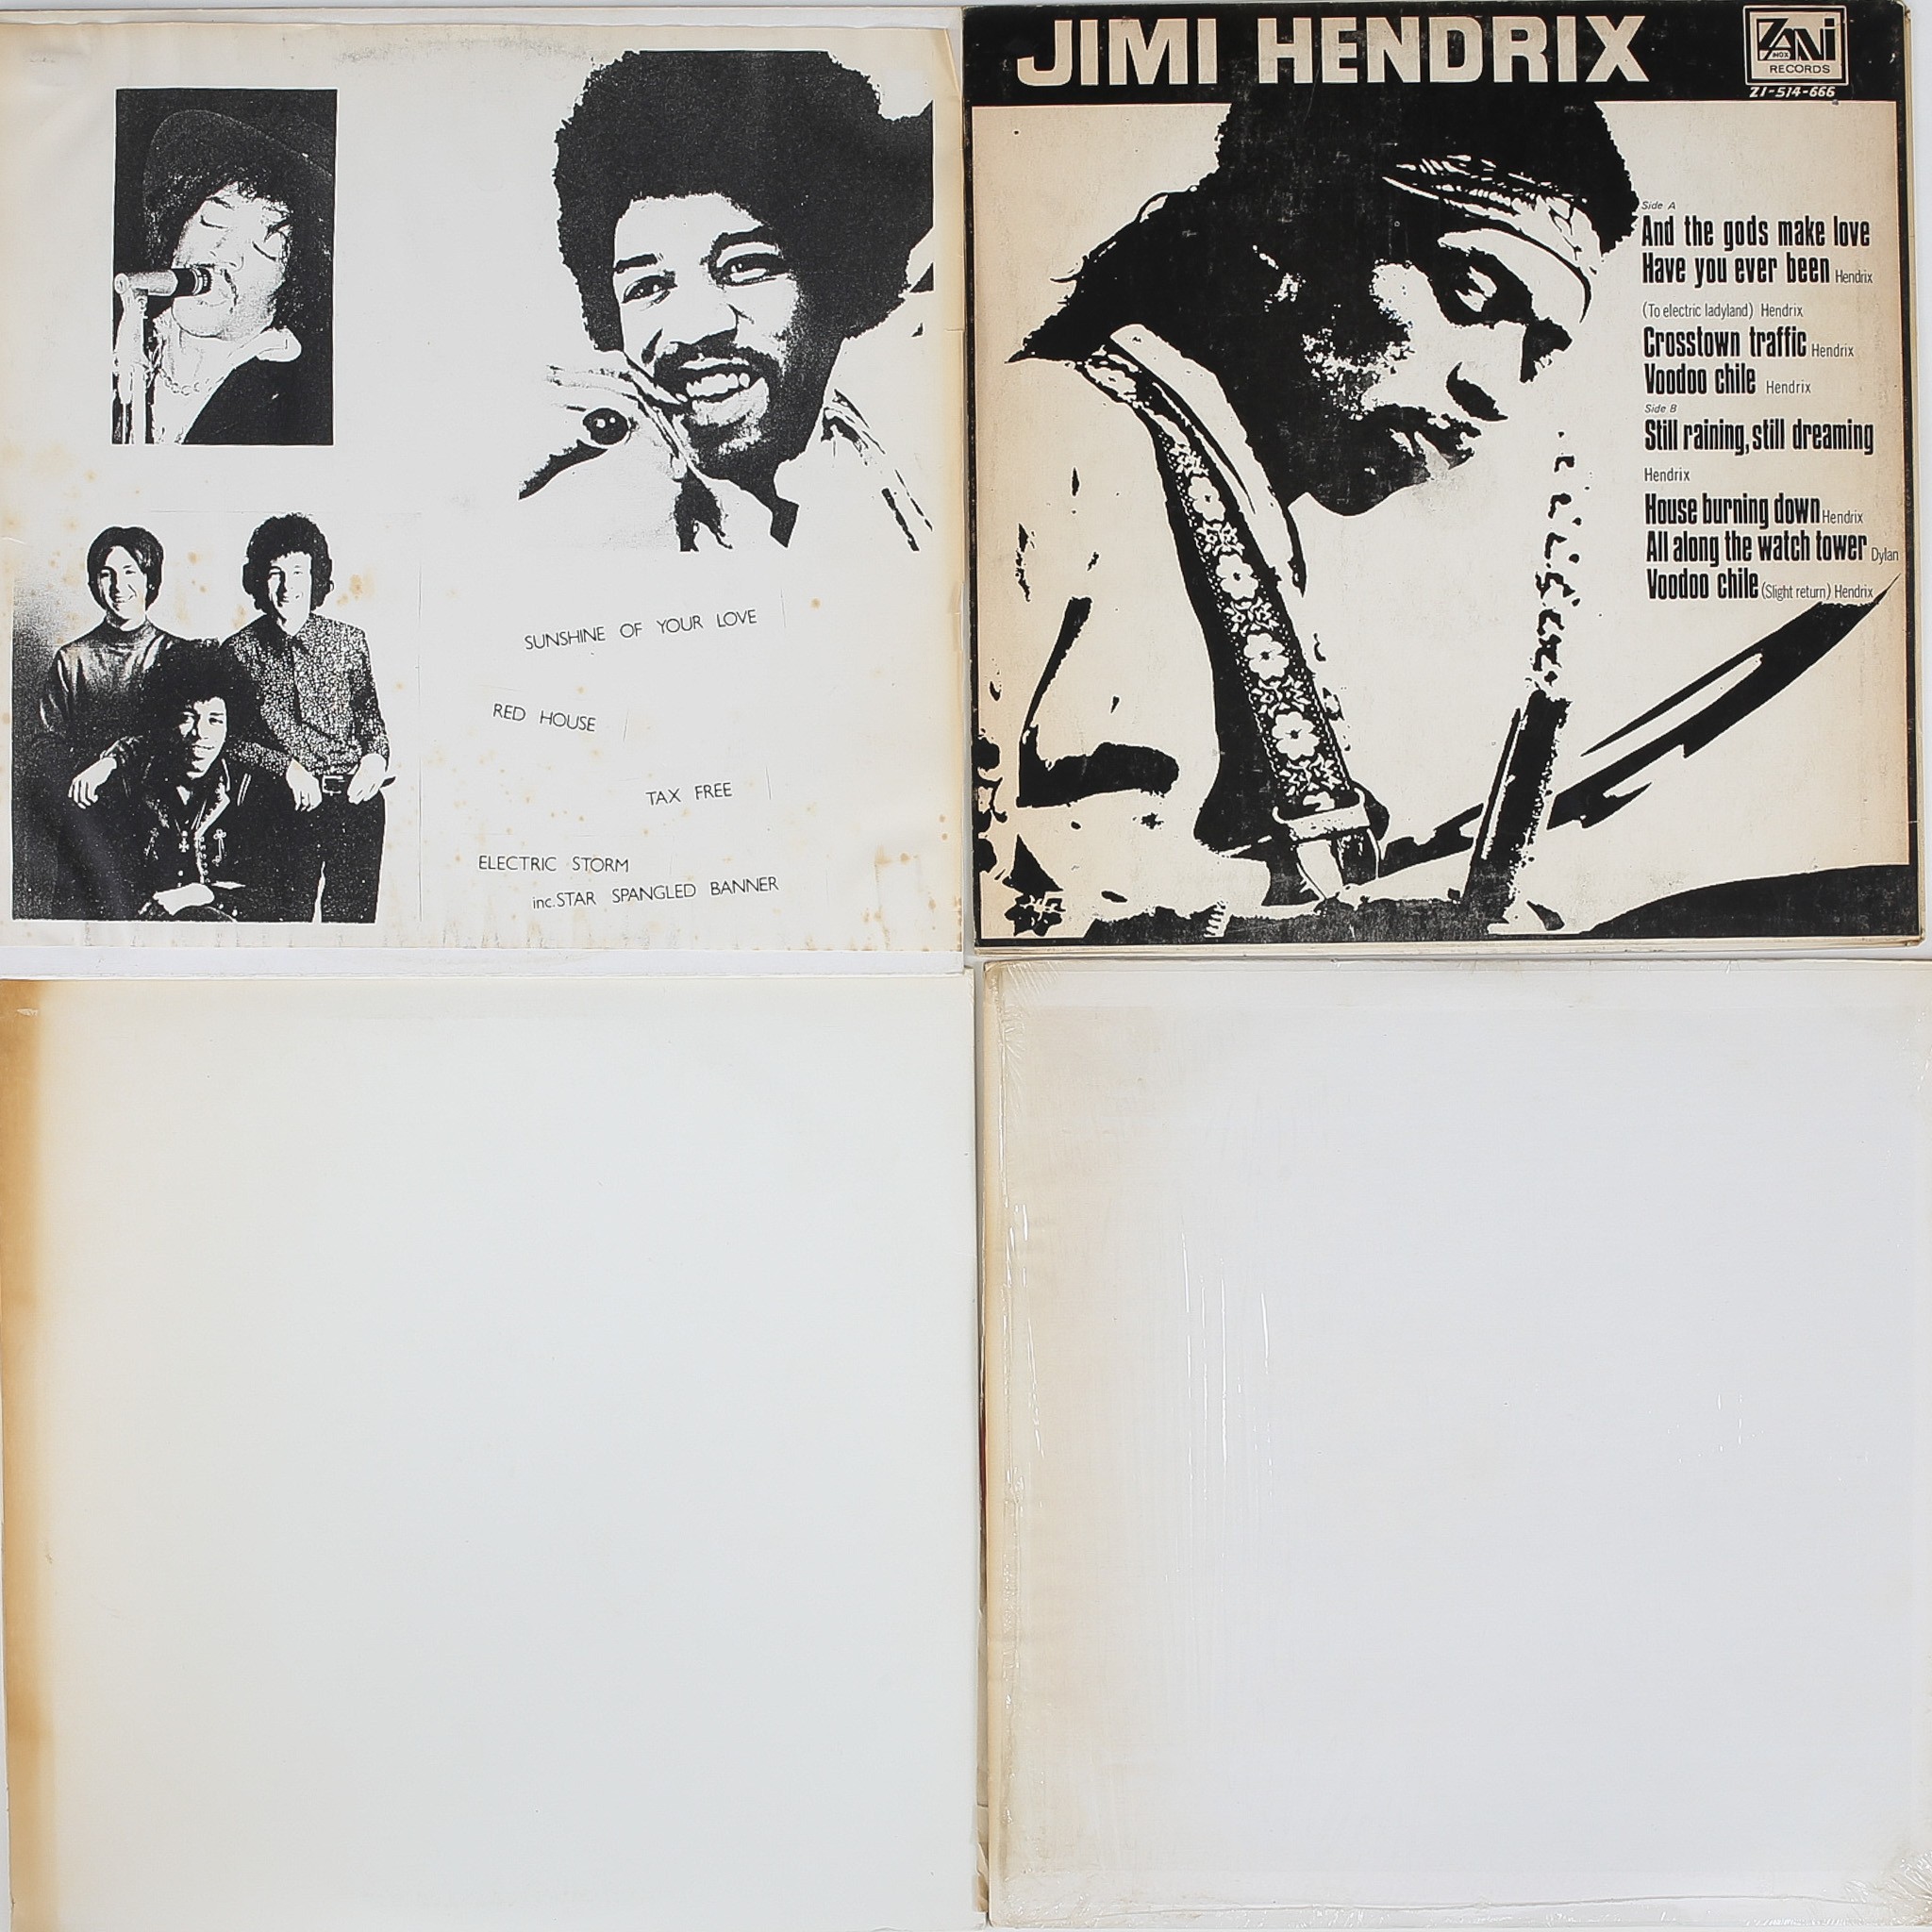 SUNSHINE OF YOUR LOVE
RED HOUSE
TAX FREE
ELECTRIC STORM
inc. STAR SPANGLED BANNER
JIMI HENDRIX
ZANI
INOX
RECORDS
ZI-514-666
Side A
And the gods make love
Have you ever been Hendrix
(To electric ladyland) Hendrix
Crosstown traffic Hendrix
Voodoo chile Hendrix
Side B
Still raining, still dreaming
Hendrix
House burning down Hendrix
All along the watch tower Dylan
Voodoo chile (Slight return) Hendrix